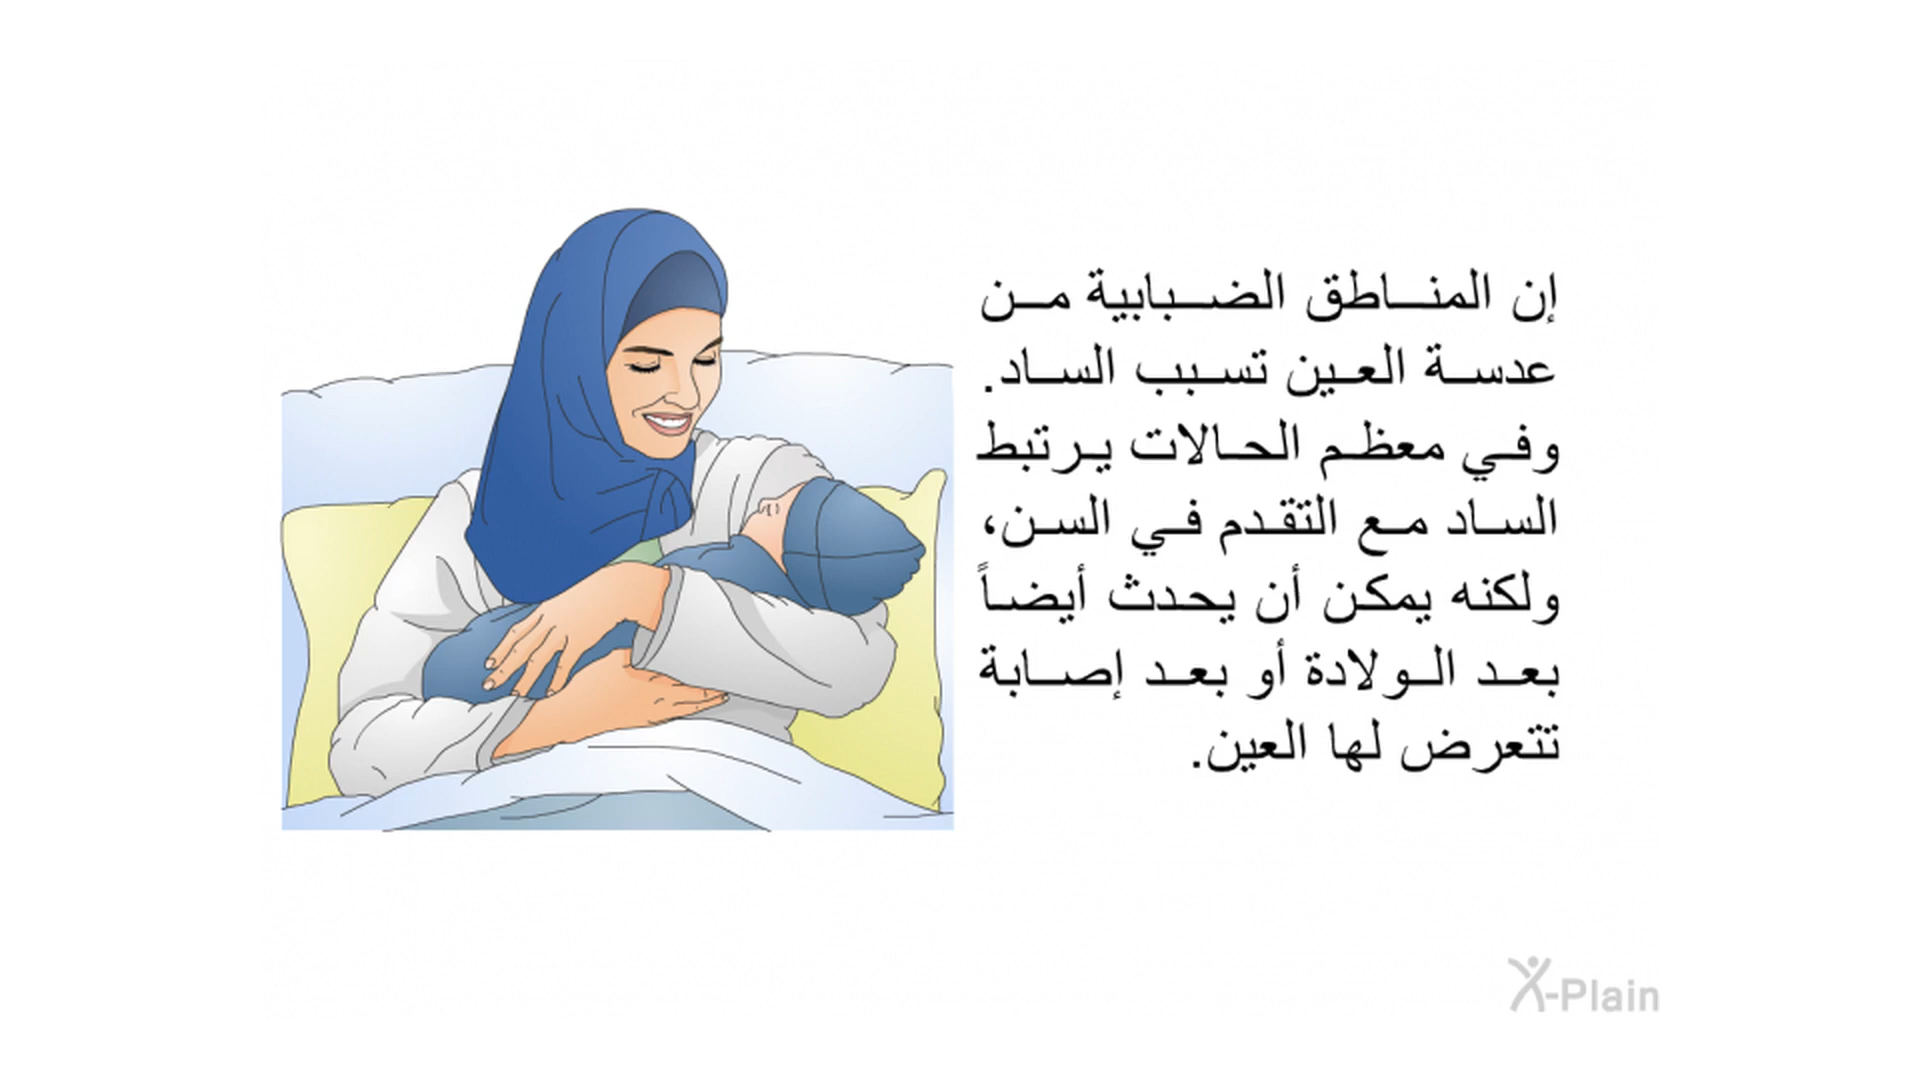 إن المناطق الضبابية من
عدسة العين تسبب الساد.
وفي معظم الحالات يرتبط
الساد مع التقدم في السن،
ولكنه يمكن أن يحدث أيضاً
بعد الولادة أو بعد إصابة
تتعرض لها العين.
X-Plain